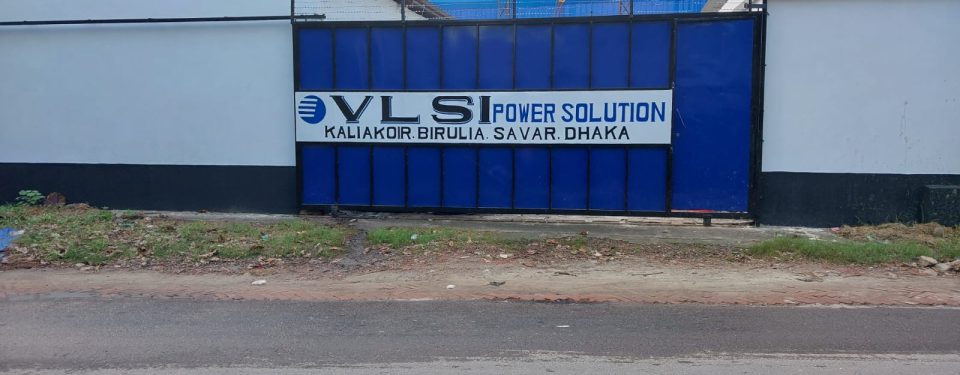 VLSI POWER SOLUTION
KALIAKOIR. BIRULIA. SAVAR. DHAKA